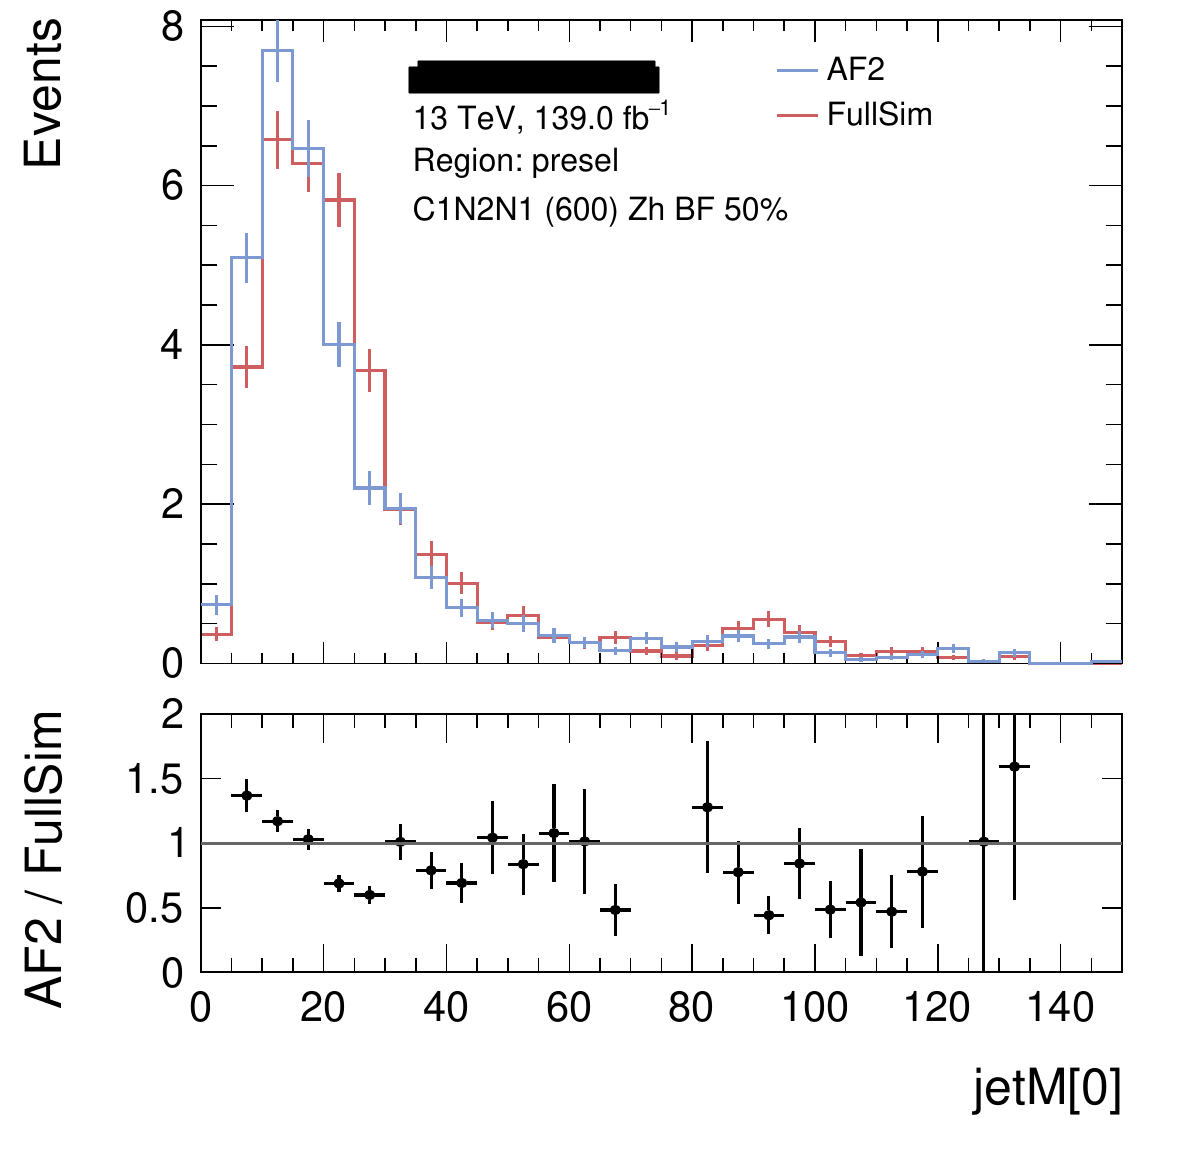 Events
8
6
4
2
0
13 TeV, 139.0 fb⁻¹
Region: presel
C1N2N1 (600) Zh BF 50%
AF2
FullSim
AF2 / FullSim
2
1.5
1
0.5
0
0 20 40 60 80 100 120 140
jetM[0]